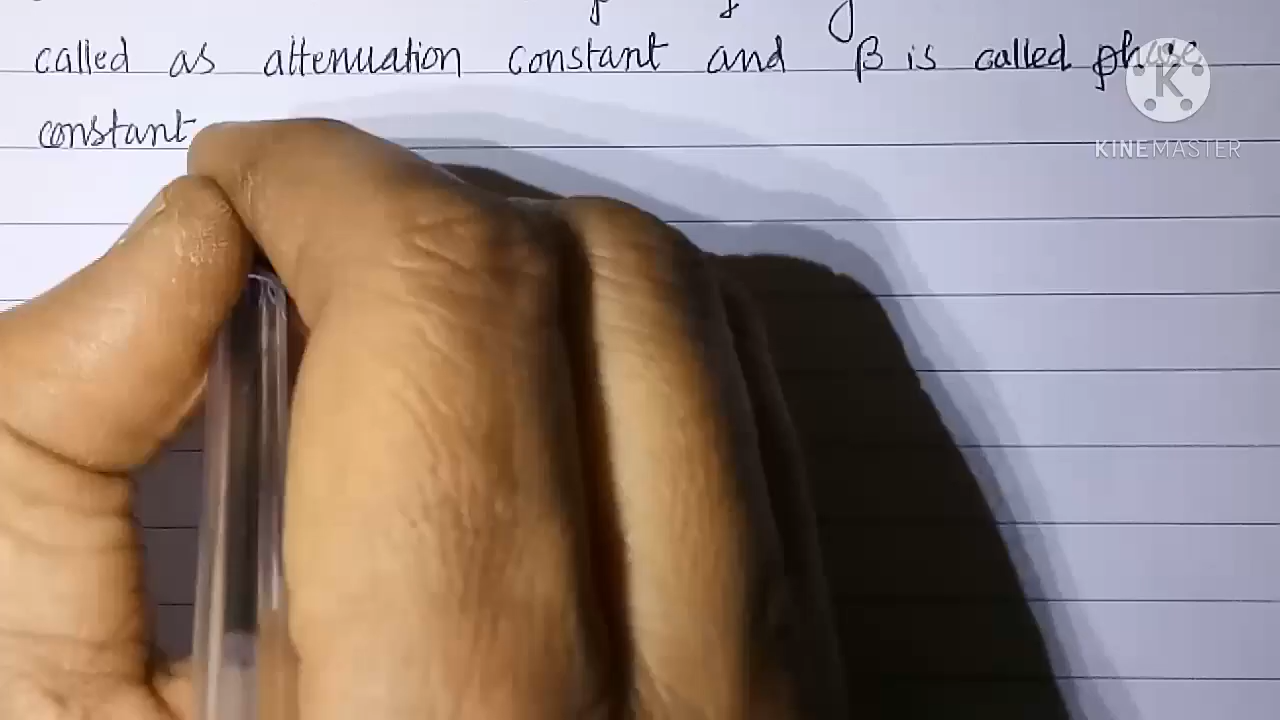 called as attenuation constant and β is called phase
constant
K
KINEMASTER